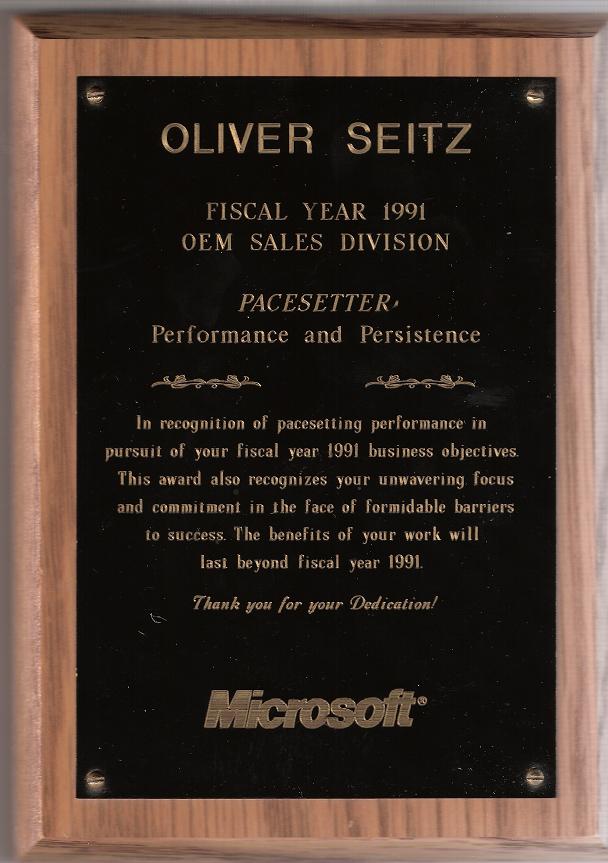 OLIVER SEITZ
FISCAL YEAR 1991
OEM SALES DIVISION
PACESETTER
Performance and Persistence
In recognition of pacesetting performance in
pursuit of your fiscal year 1991 business objectives.
This award also recognizes your unwavering focus
and commitment in the face of formidable barriers
to success. The benefits of your work will
last beyond fiscal year 1991.
Thank you for your Dedication!
Microsoft®